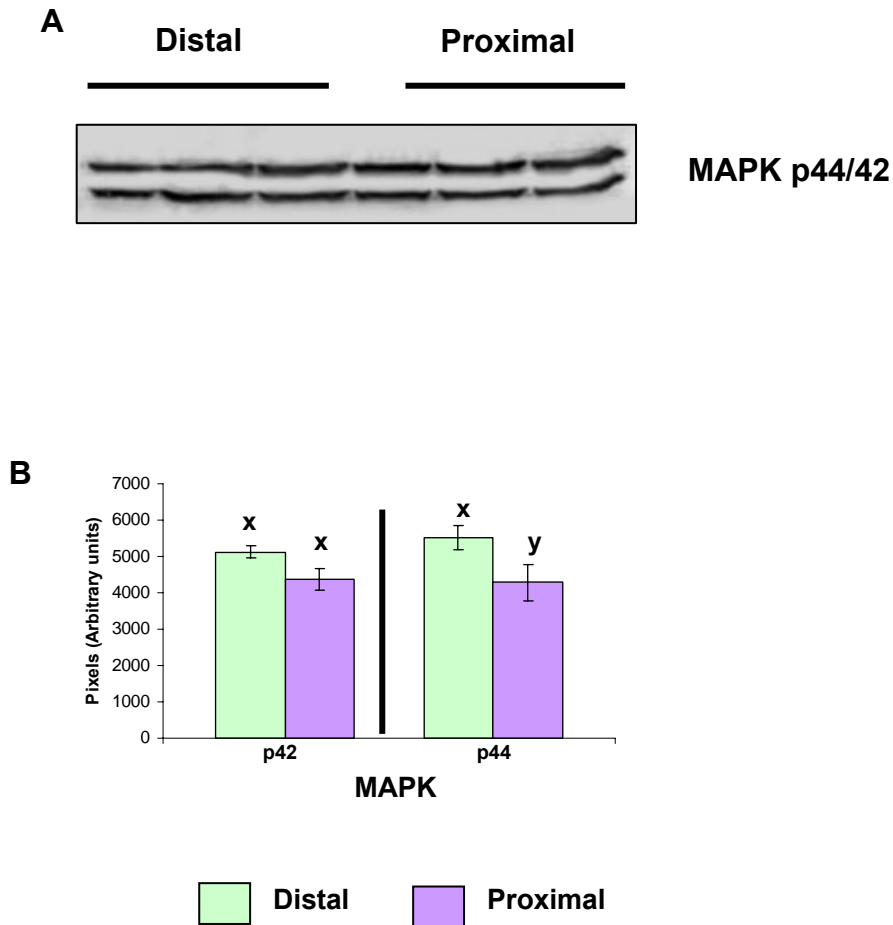 A
Distal Proximal
MAPK p44/42
B
7000
6000
5000
4000
3000
2000
1000
0
Pixels (Arbitrary units)
x x x y
p42 p44
MAPK
Distal Proximal